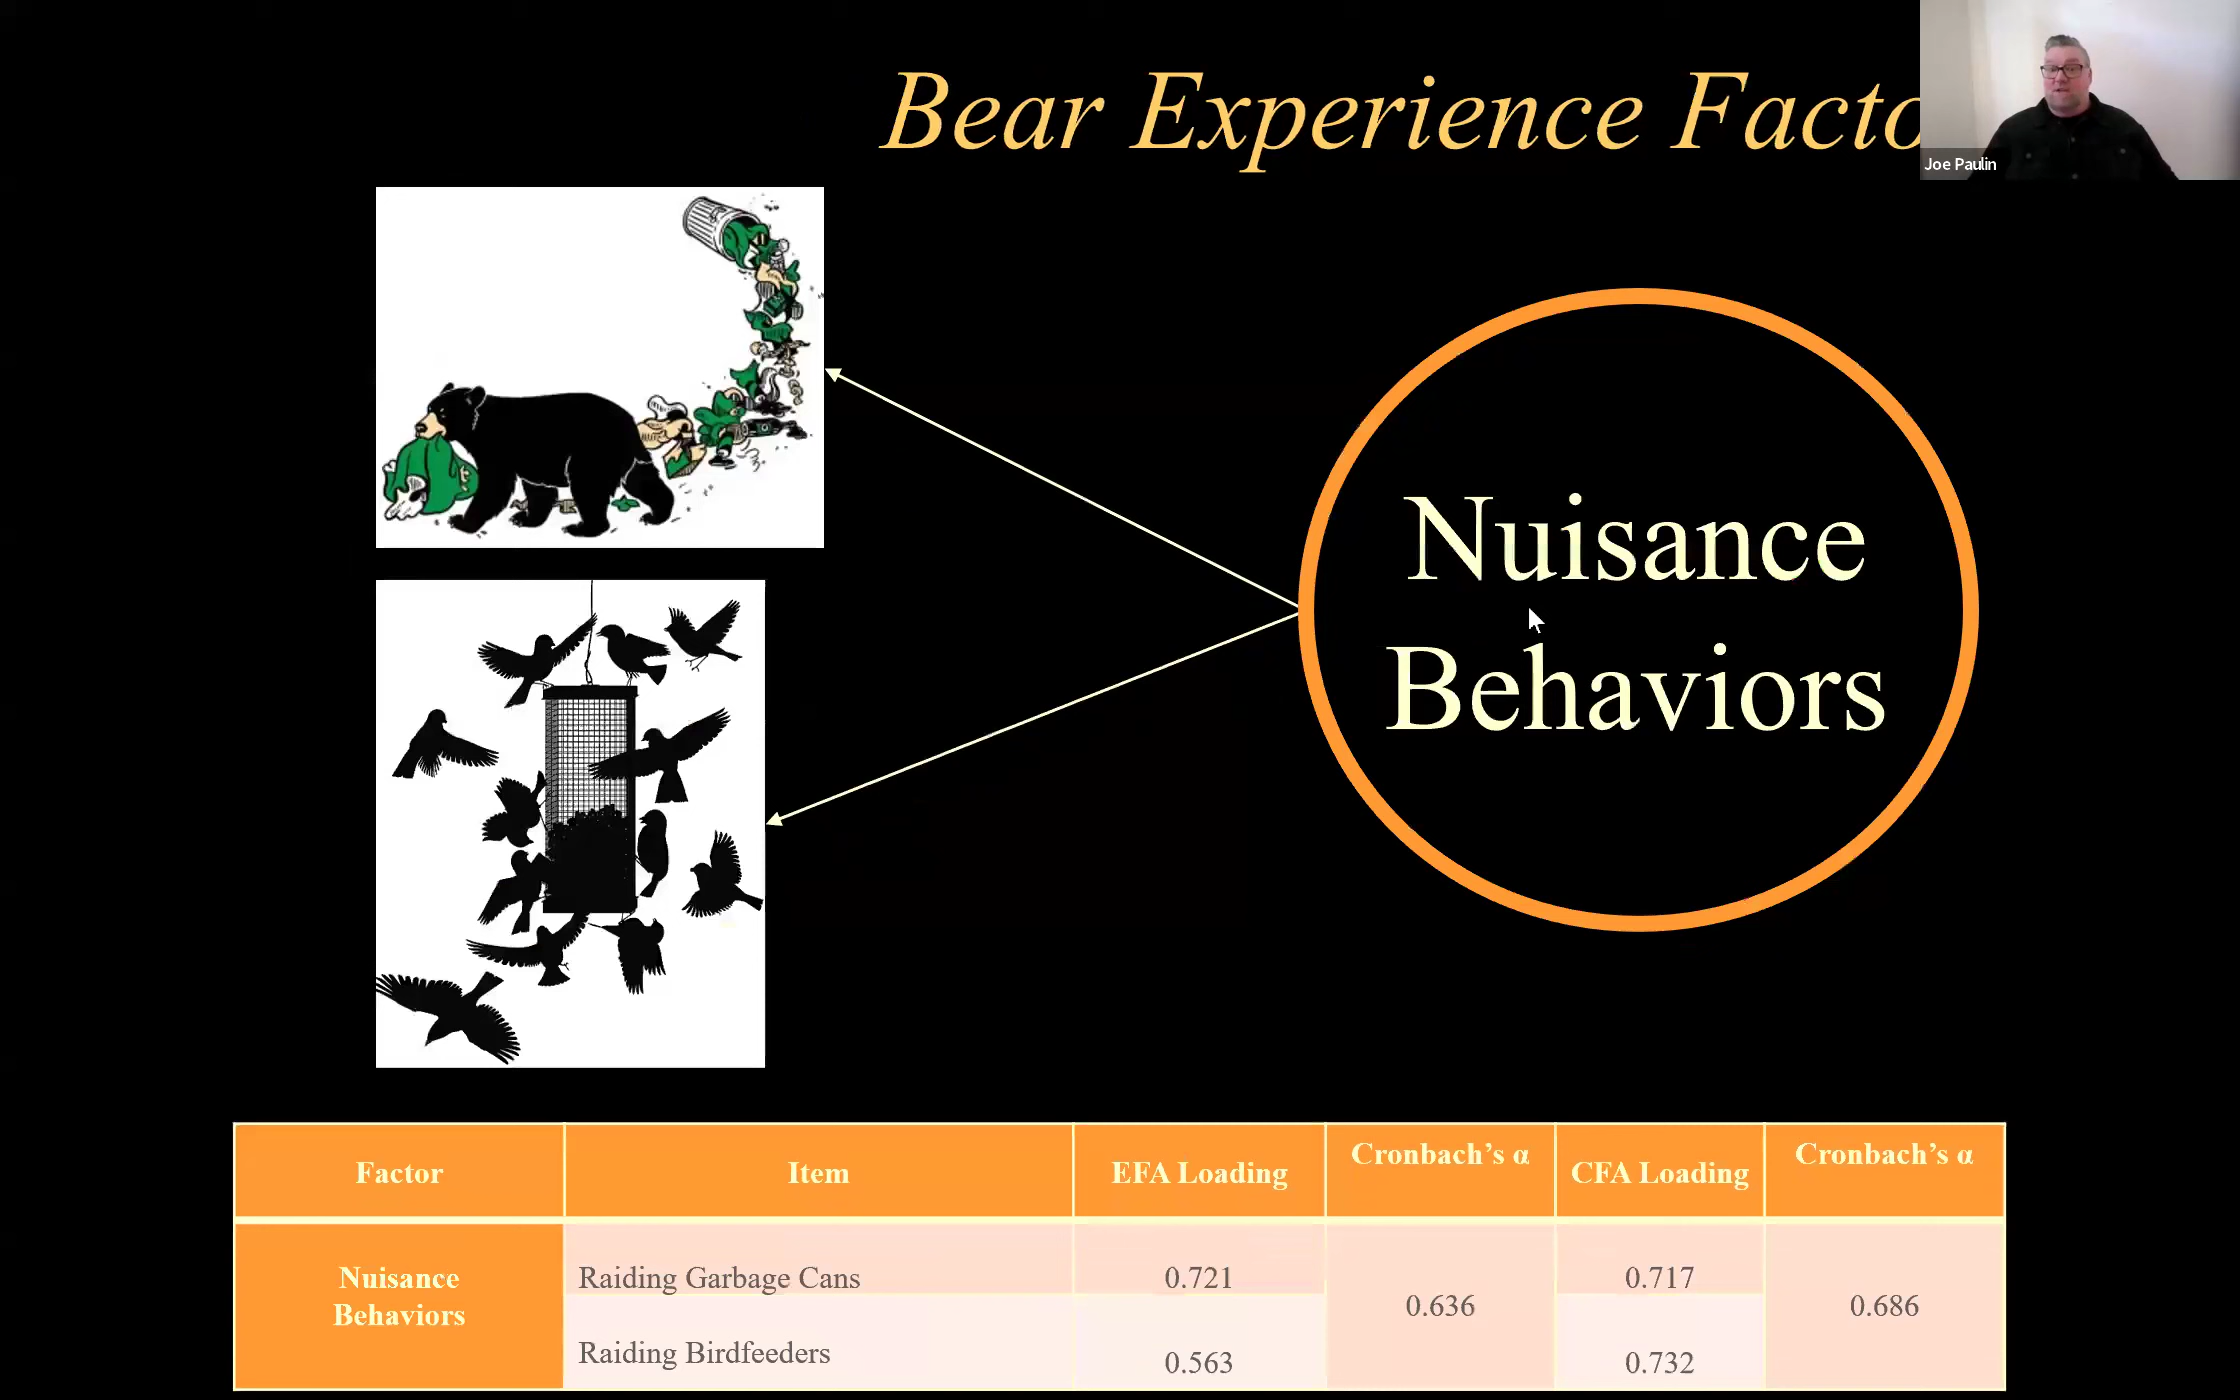 Bear Experience Facto
Joe Paulin
Nuisance
Behaviors
Factor
Item
EFA Loading
Cronbach’s α
CFA Loading
Cronbach’s α
Nuisance
Behaviors
Raiding Garbage Cans
0.721
0.636
0.717
0.686
Raiding Birdfeeders
0.563
0.732